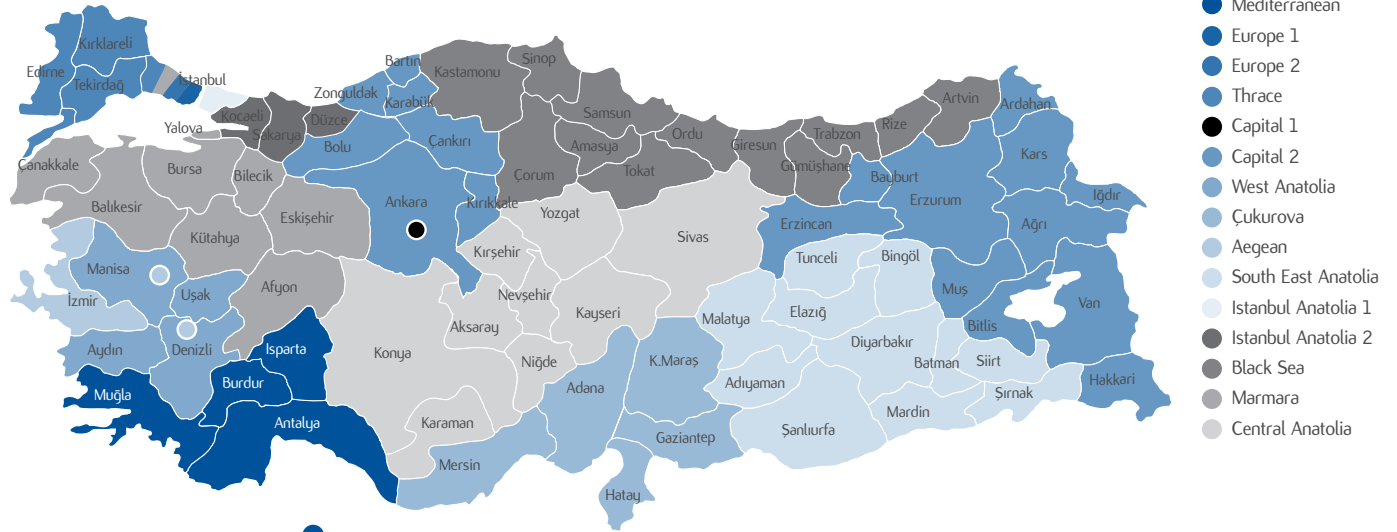 Mediterranean
Europe 1
Europe 2
Thrace
Capital 1
Capital 2
West Anatolia
Çukurova
Aegean
South East Anatolia
Istanbul Anatolia 1
Istanbul Anatolia 2
Black Sea
Marmara
Central Anatolia
Kırklareli
Edirne
Tekirdağ
İstanbul
Yalova
Kocaeli
Sakarya
Düzce
Zonguldak
Bartın
Karabük
Kastamonu
Sinop
Bolu
Çankırı
Çorum
Samsun
Amasya
Tokat
Ordu
Giresun
Gümüşhane
Trabzon
Rize
Artvin
Ardahan
Kars
Iğdır
Ağrı
Erzurum
Bayburt
Erzincan
Çanakkale
Balıkesir
Bursa
Bilecik
Kütahya
Eskişehir
Ankara
Kırıkkale
Yozgat
Sivas
Kırşehir
Nevşehir
Kayseri
Aksaray
Niğde
Konya
Karaman
Afyon
Manisa
İzmir
Uşak
Aydın
Denizli
Muğla
Burdur
Isparta
Antalya
Mersin
Adana
Hatay
K.Maraş
Gaziantep
Malatya
Adıyaman
Şanlıurfa
Elazığ
Tunceli
Bingöl
Diyarbakır
Mardin
Batman
Siirt
Şırnak
Muş
Bitlis
Van
Hakkari